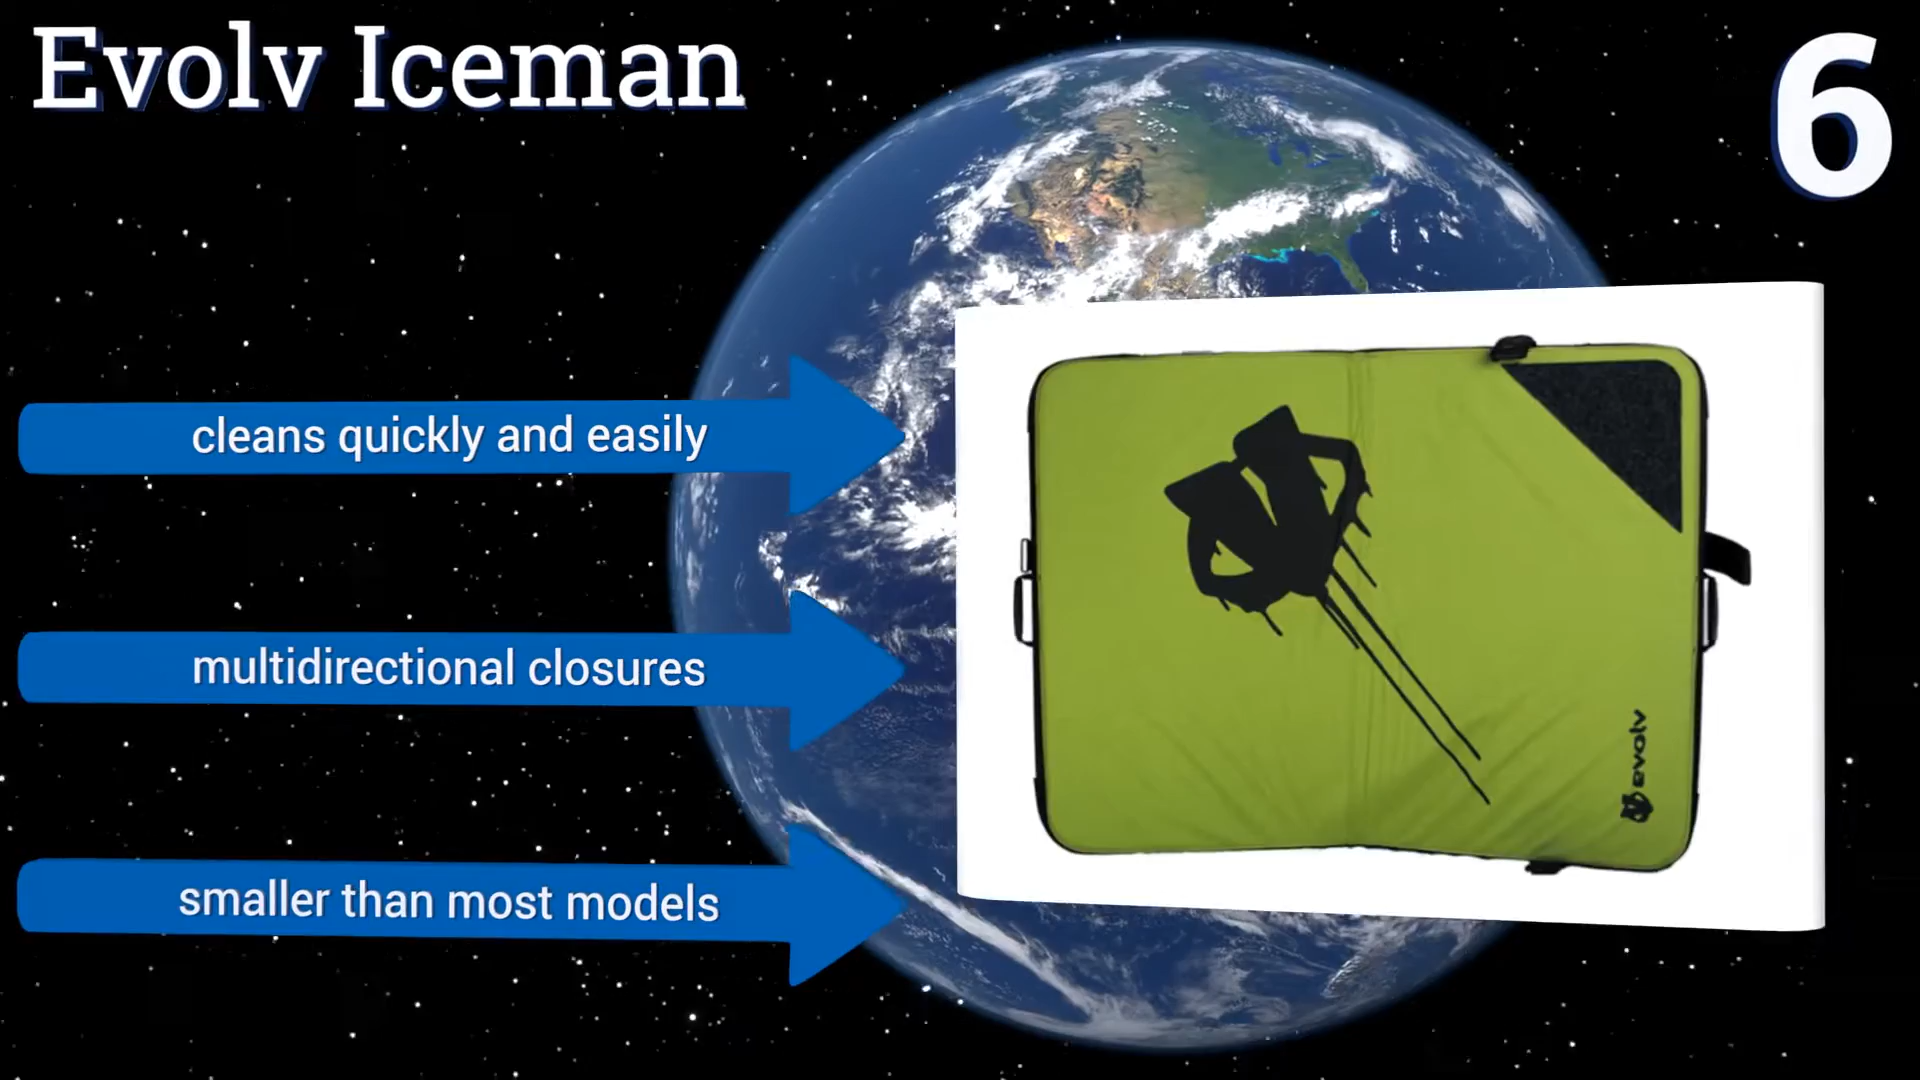 Evolv Iceman
6
cleans quickly and easily
multidirectional closures
smaller than most models
evolv